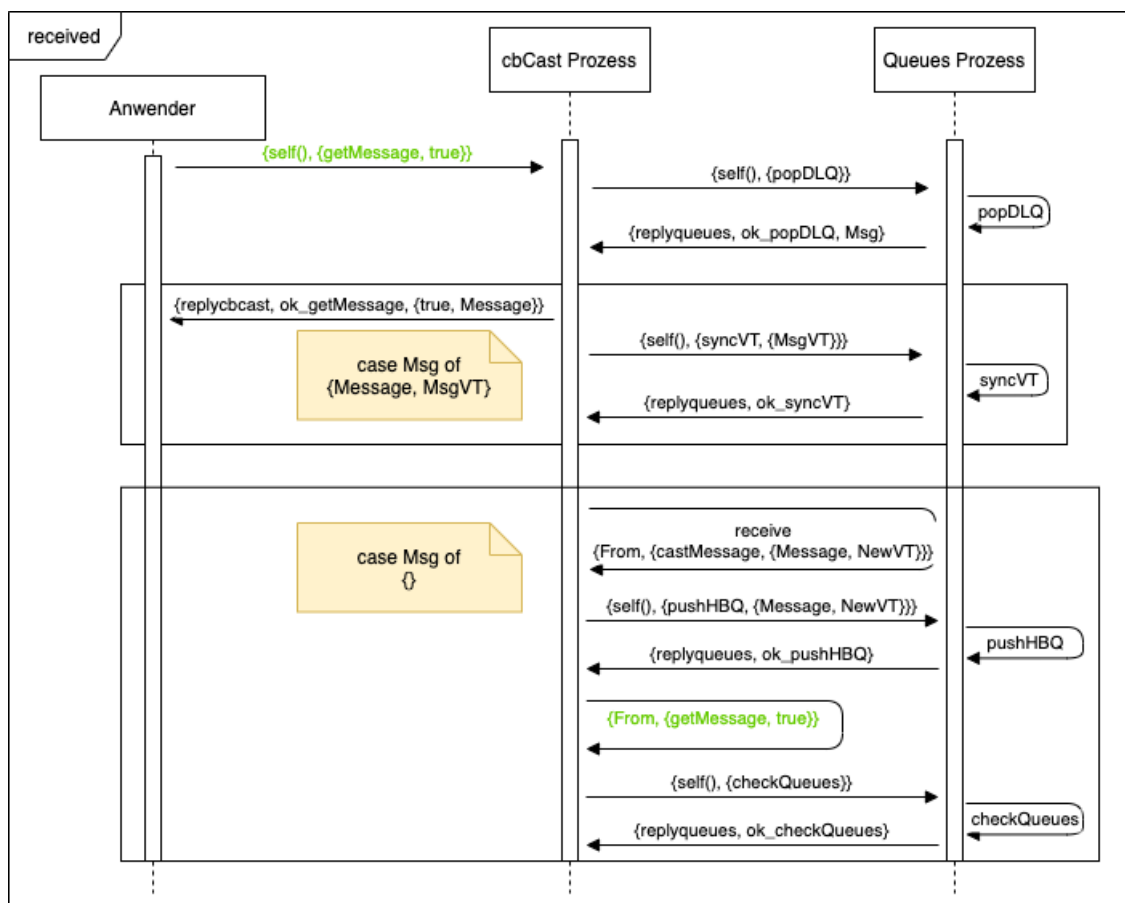 received
cbCast Prozess
Queues Prozess
Anwender
{self(), {getMessage, true}}
{self(), {popDLQ}}
popDLQ
{replyqueues, ok_popDLQ, Msg}
{replycbcast, ok_getMessage, {true, Message}}
{self(), {syncVT, {MsgVT}}}
case Msg of
{Message, MsgVT}
syncVT
{replyqueues, ok_syncVT}
receive
{From, {castMessage, {Message, NewVT}}}
case Msg of
{}
{self(), {pushHBQ, {Message, NewVT}}}
pushHBQ
{replyqueues, ok_pushHBQ}
{From, {getMessage, true}}
{self(), {checkQueues}}
checkQueues
{replyqueues, ok_checkQueues}